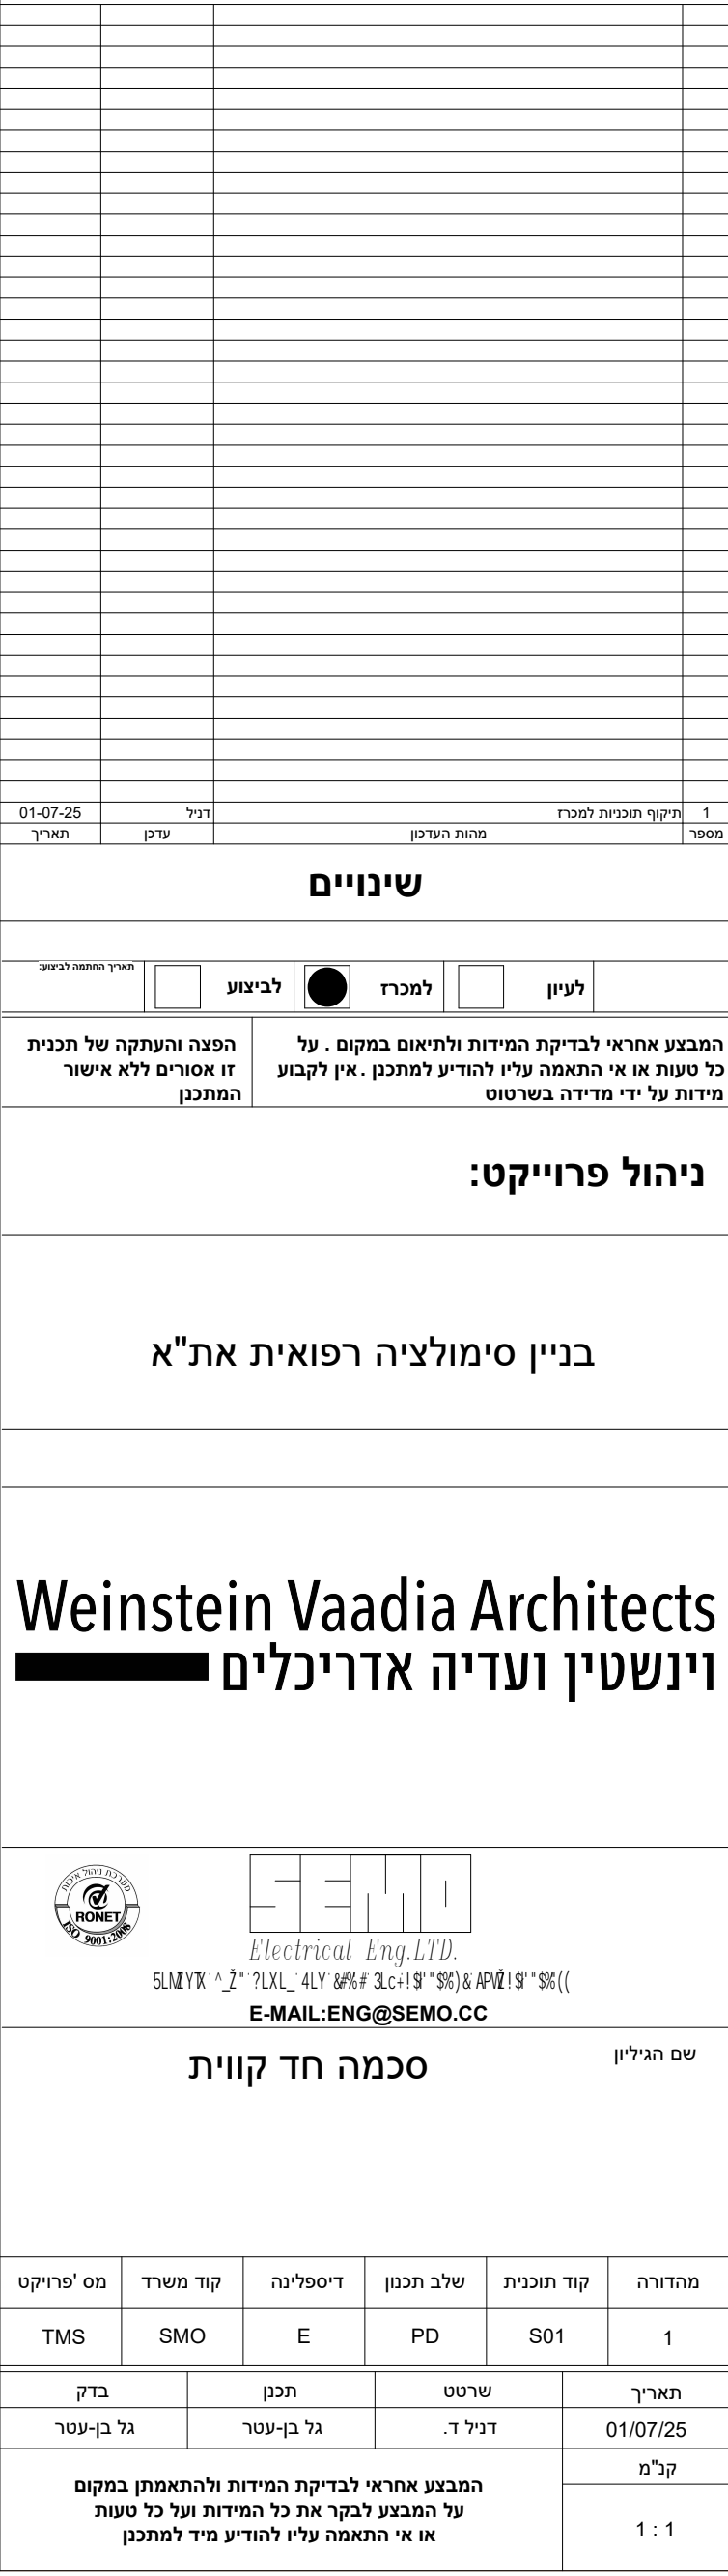 1 תיקוף תוכניות למכרז דניל 01-07-25
מספר מהות העדכון עדכן תאריך
שינויים
לעיון למכרז לביצוע תאריך החתמה לביצוע:
המבצע אחראי לבדיקת המידות ולתיאום במקום . על
כל טעות או אי התאמה עליו להודיע למתכנן .אין לקבוע
מידות על ידי מדידה בשרטוט
הפצה והעתקה של תכנית
זו אסורים ללא אישור
המתכנן
ניהול פרוייקט:
בניין סימולציה רפואית את"א
Weinstein Vaadia Architects
וינשטין ועדיה אדריכלים
מערכת ניהול איכות
RONET
ISO 9001:2008
SEMO
Electrical Eng.LTD.
E-MAIL:ENG@SEMO.CC
שם הגיליון
סכמה חד קווית
מהדורה קוד תוכנית שלב תכנון דיספלינה קוד משרד מס 'פרויקט
1 S01 PD E SMO TMS
תאריך שרטט תכנן בדק
01/07/25 דניל ד. גל בן-עטר גל בן-עטר
קנ"מ
1 : 1
המבצע אחראי לבדיקת המידות ולהתאמתן במקום
על המבצע לבקר את כל המידות ועל כל טעות
או אי התאמה עליו להודיע מיד למתכנן